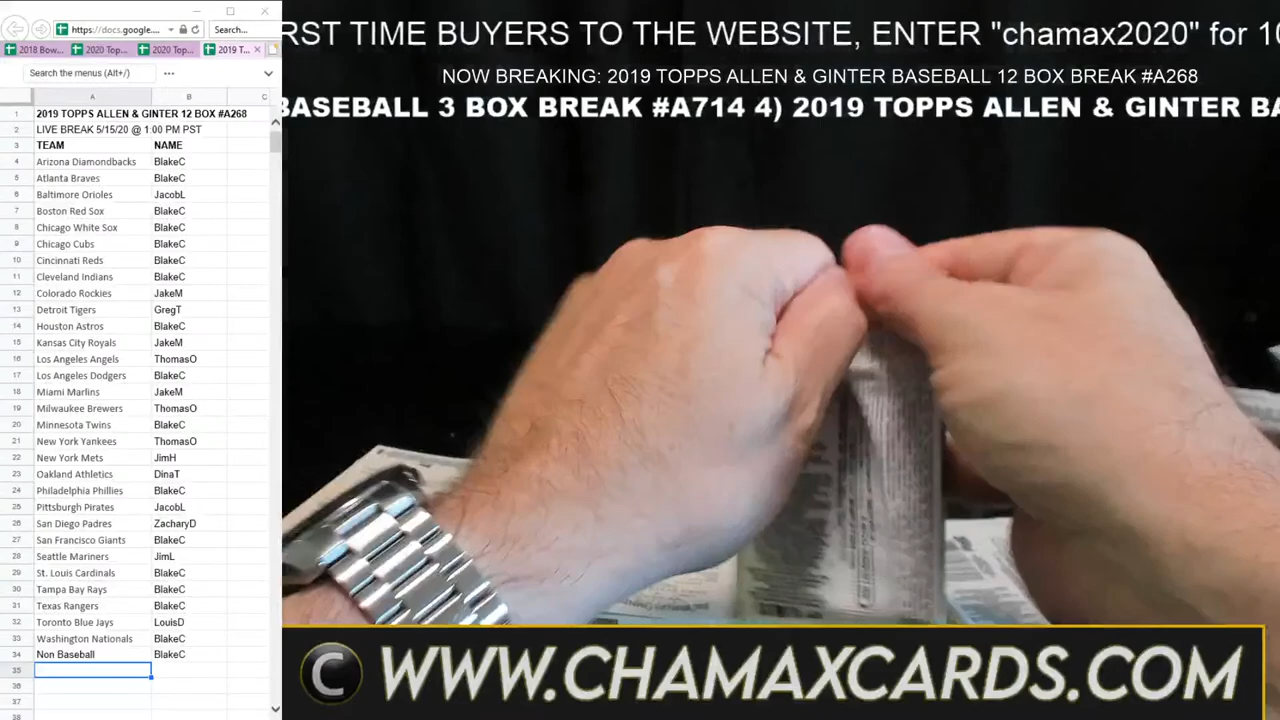 https://docs.google....
Search...
2018 Bow...
2020 Top...
2020 Top...
2019 T...
Search the menus (Alt+/)
A B C
1 2019 TOPPS ALLEN & GINTER 12 BOX #A268
2 LIVE BREAK 5/15/20 @ 1:00 PM PST
3 TEAM NAME
4 Arizona Diamondbacks BlakeC
5 Atlanta Braves BlakeC
6 Baltimore Orioles JacobL
7 Boston Red Sox BlakeC
8 Chicago White Sox BlakeC
9 Chicago Cubs BlakeC
10 Cincinnati Reds BlakeC
11 Cleveland Indians BlakeC
12 Colorado Rockies JakeM
13 Detroit Tigers GregT
14 Houston Astros BlakeC
15 Kansas City Royals JakeM
16 Los Angeles Angels ThomasO
17 Los Angeles Dodgers BlakeC
18 Miami Marlins JakeM
19 Milwaukee Brewers ThomasO
20 Minnesota Twins BlakeC
21 New York Yankees ThomasO
22 New York Mets JimH
23 Oakland Athletics DinaT
24 Philadelphia Phillies BlakeC
25 Pittsburgh Pirates JacobL
26 San Diego Padres ZacharyD
27 San Francisco Giants BlakeC
28 Seattle Mariners JimL
29 St. Louis Cardinals BlakeC
30 Tampa Bay Rays BlakeC
31 Texas Rangers BlakeC
32 Toronto Blue Jays LouisD
33 Washington Nationals BlakeC
34 Non Baseball BlakeC
35
36
37
38
RST TIME BUYERS TO THE WEBSITE, ENTER "chamax2020" for 10
NOW BREAKING: 2019 TOPPS ALLEN & GINTER BASEBALL 12 BOX BREAK #A268
BASEBALL 3 BOX BREAK #A714 4) 2019 TOPPS ALLEN & GINTER BA
C WWW.CHAMAXCARDS.COM